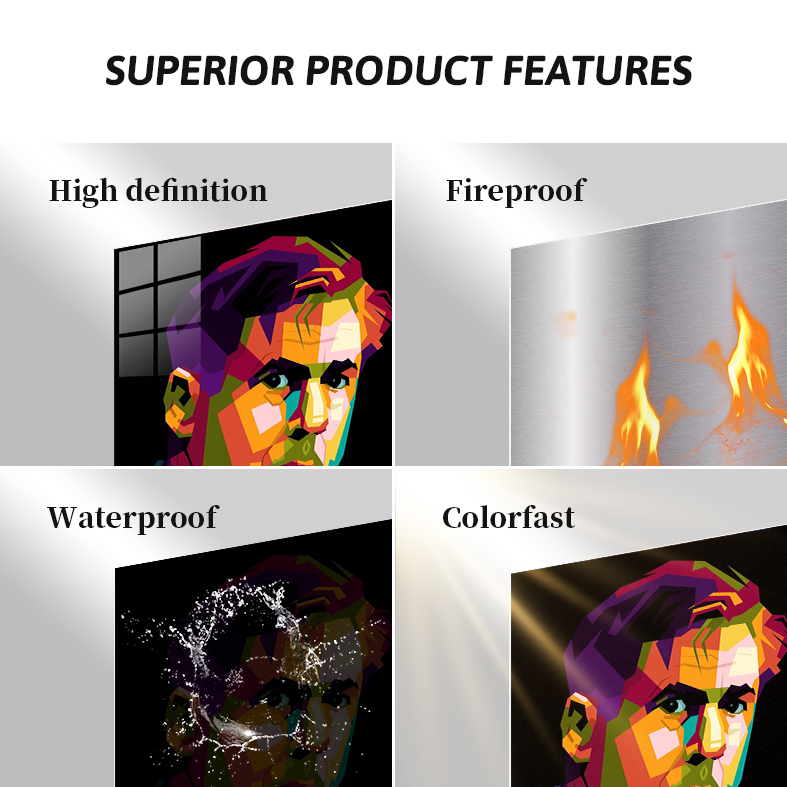 SUPERIOR PRODUCT FEATURES
High definition
Fireproof
Waterproof
Colorfast